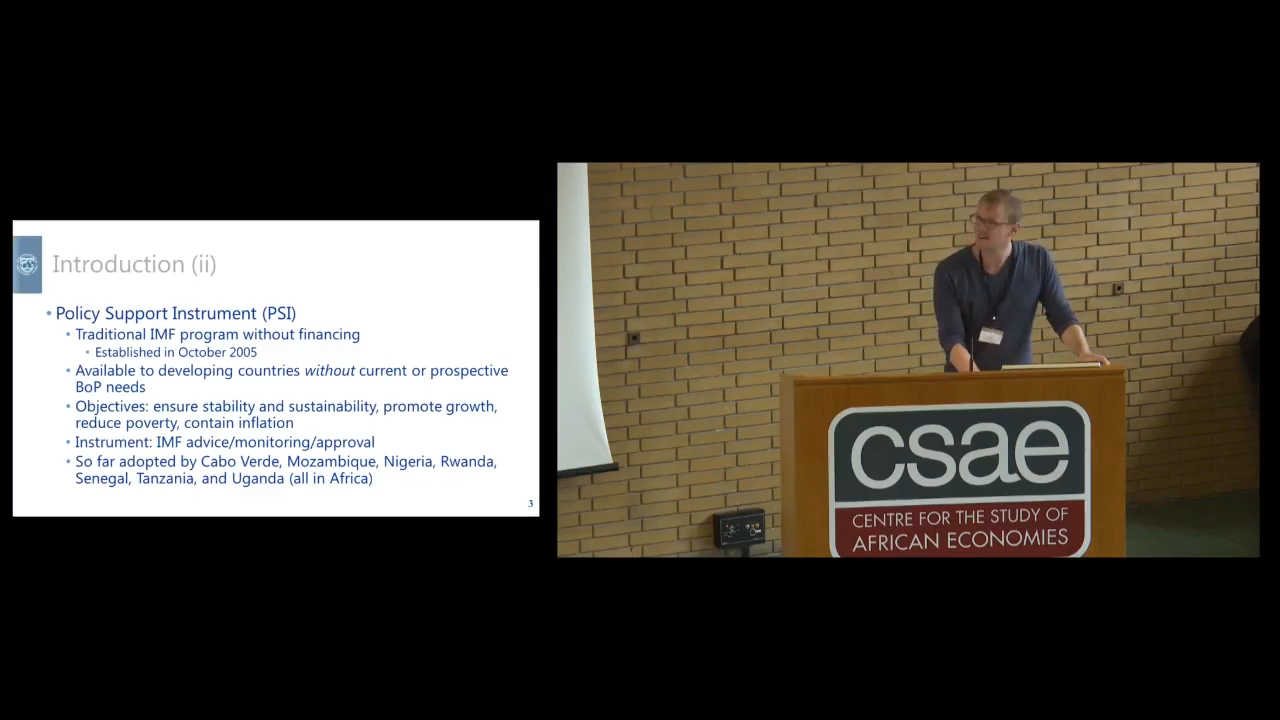 Introduction (ii)
• Policy Support Instrument (PSI)
• Traditional IMF program without financing
• Established in October 2005
• Available to developing countries without current or prospective
BoP needs
• Objectives: ensure stability and sustainability, promote growth,
reduce poverty, contain inflation
• Instrument: IMF advice/monitoring/approval
• So far adopted by Cabo Verde, Mozambique, Nigeria, Rwanda,
Senegal, Tanzania, and Uganda (all in Africa)
3
csae
CENTRE FOR THE STUDY OF
AFRICAN ECONOMIES